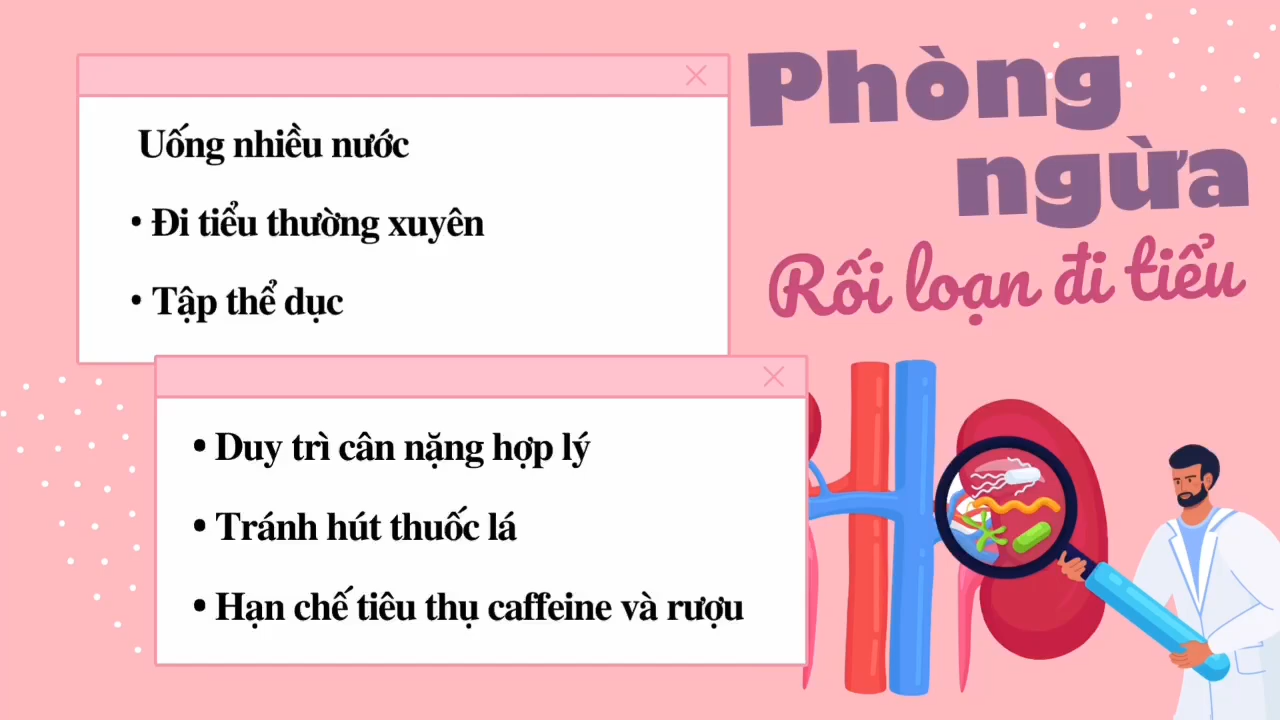 Phòng
ngừa
Rối loạn đi tiểu
Uống nhiều nước
• Đi tiểu thường xuyên
• Tập thể dục
• Duy trì cân nặng hợp lý
• Tránh hút thuốc lá
• Hạn chế tiêu thụ caffeine và rượu